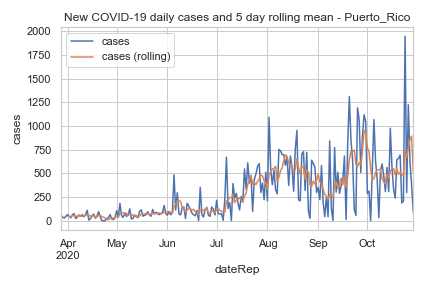 New COVID-19 daily cases and 5 day rolling mean - Puerto_Rico
2000
1750
1500
1250
1000
750
500
250
0
cases
cases
cases (rolling)
Apr May Jun Jul Aug Sep Oct
2020
dateRep